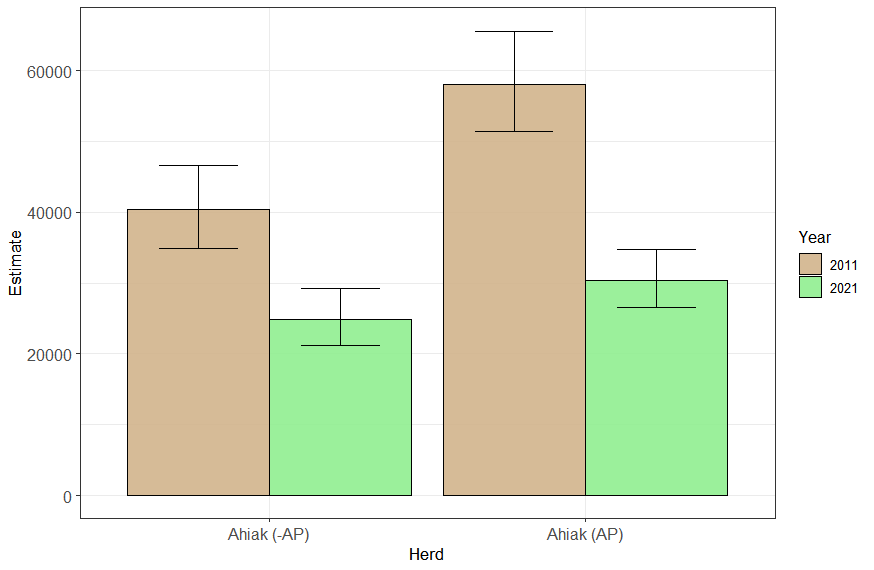 60000
40000
20000
0
Estimate
Ahiak (-AP)
Ahiak (AP)
Herd
Year
2011
2021